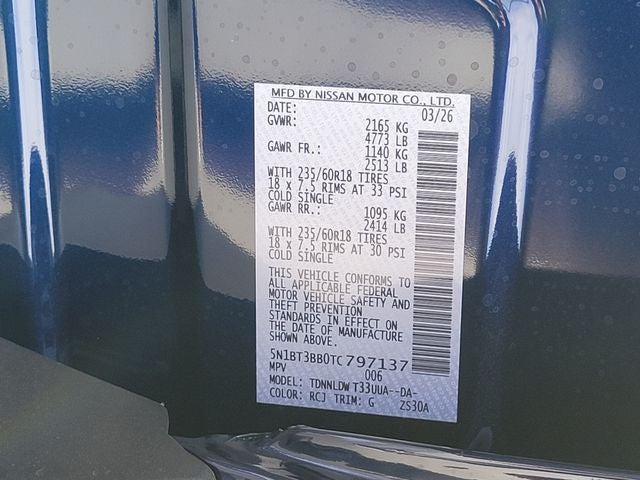 MFD BY NISSAN MOTOR CO., LTD.
DATE: 03/26
GVWR: 2165 KG
4773 LB
GAWR FR.: 1140 KG
2513 LB
WITH 235/60R18 TIRES
18 x 7.5 RIMS AT 33 PSI
COLD SINGLE
GAWR RR.: 1095 KG
2414 LB
WITH 235/60R18 TIRES
18 x 7.5 RIMS AT 30 PSI
COLD SINGLE
THIS VEHICLE CONFORMS TO
ALL APPLICABLE FEDERAL
MOTOR VEHICLE SAFETY AND
THEFT PREVENTION
STANDARDS IN EFFECT ON
THE DATE OF MANUFACTURE
SHOWN ABOVE.
5N1BT3BB0TC797137
MPV 006
MODEL: TDNNLDW T33UUA--DA-
COLOR: RCJ TRIM: G ZS30A